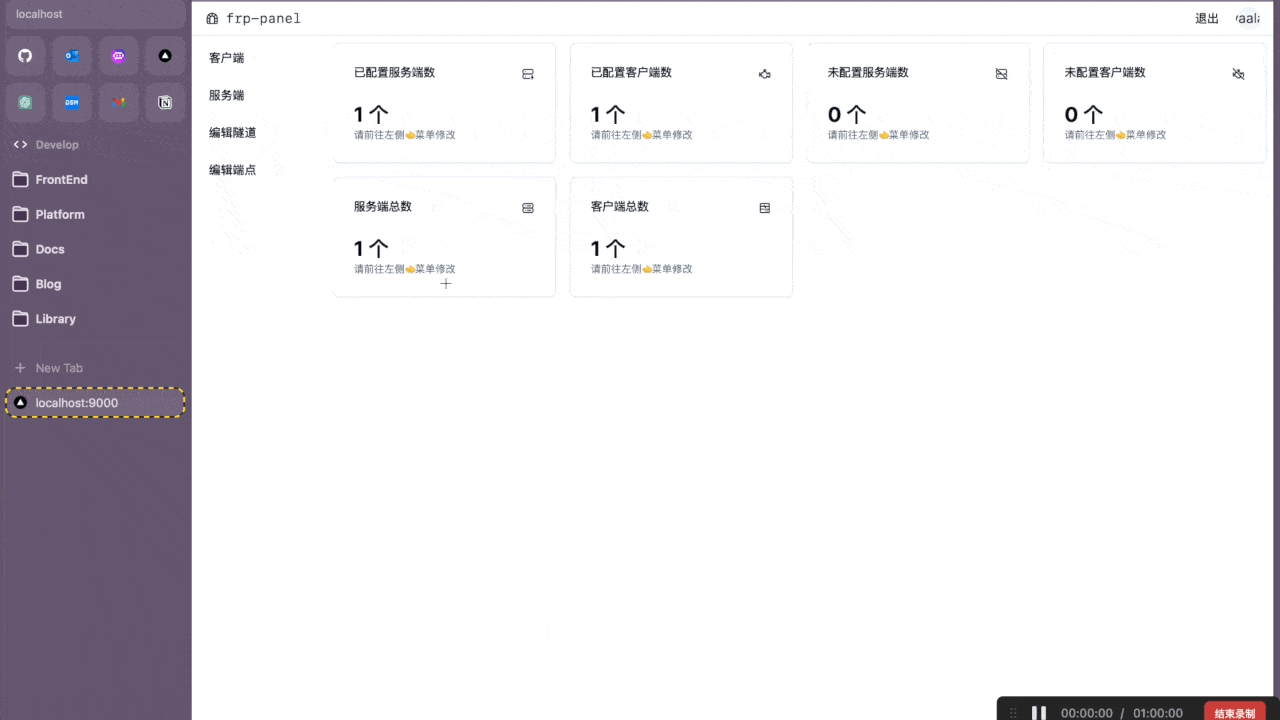 localhost
DSM
Develop
FrontEnd
Platform
Docs
Blog
Library
New Tab
localhost:9000
frp-panel
退出
客户端
服务端
编辑隧道
编辑端点
已配置服务端数
1 个
请前往左侧🫲菜单修改
已配置客户端数
1 个
请前往左侧🫲菜单修改
未配置服务端数
0 个
请前往左侧🫲菜单修改
未配置客户端数
0 个
请前往左侧🫲菜单修改
服务端总数
1 个
请前往左侧🫲菜单修改
客户端总数
1 个
请前往左侧🫲菜单修改
00:00:00 / 01:00:00
结束录制